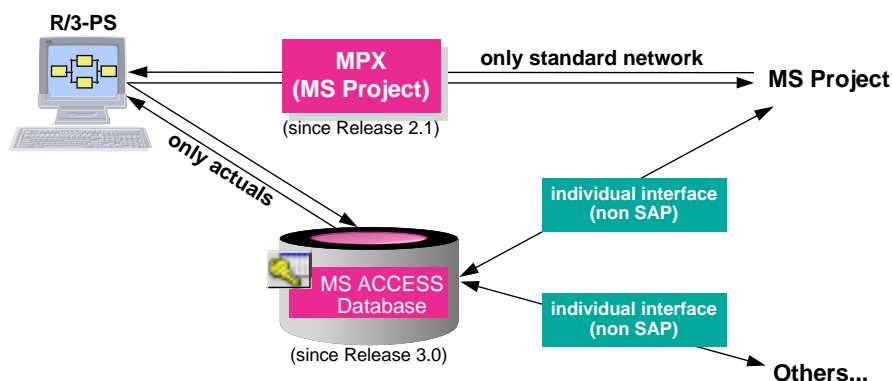 R/3-PS
MPX
(MS Project)
only standard network
MS Project
(since Release 2.1)
only actuals
individual interface
(non SAP)
MS ACCESS
Database
individual interface
(non SAP)
(since Release 3.0)
Others...